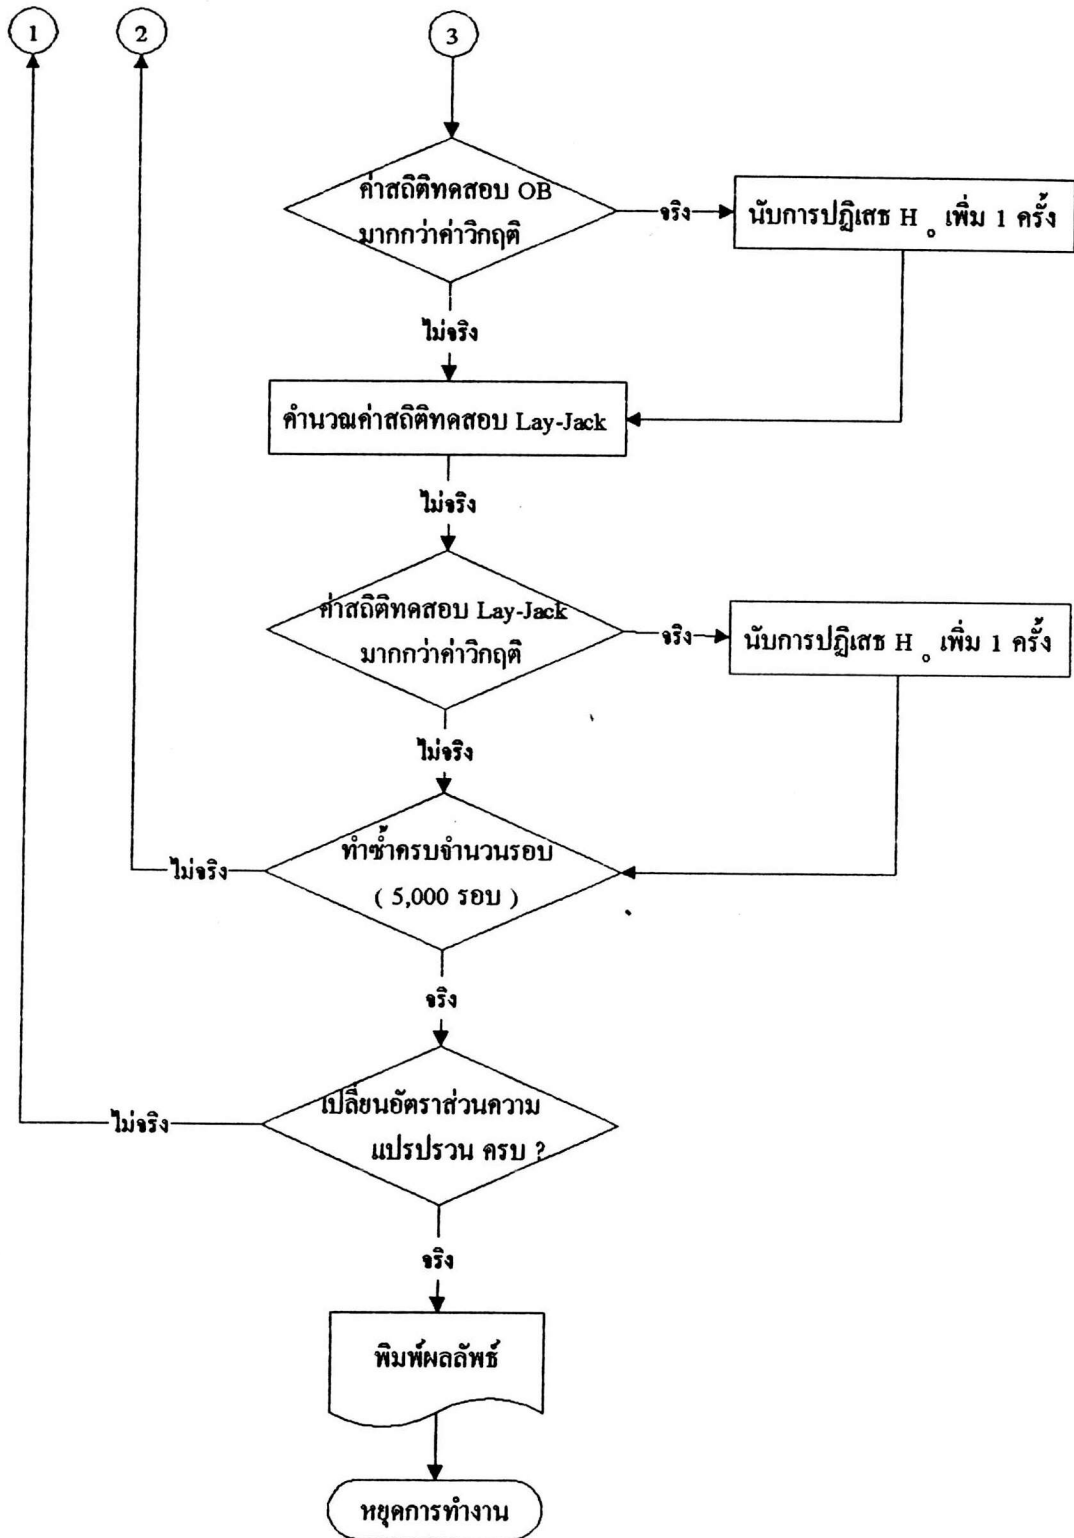 1
2
3
ค่าสถิติทดสอบ OB
มากกว่าค่าวิกฤติ
จริง
นับการปฏิเสธ H₀ เพิ่ม 1 ครั้ง
ไม่จริง
คำนวณค่าสถิติทดสอบ Lay-Jack
ไม่จริง
ค่าสถิติทดสอบ Lay-Jack
มากกว่าค่าวิกฤติ
จริง
นับการปฏิเสธ H₀ เพิ่ม 1 ครั้ง
ไม่จริง
ทำซ้ำครบจำนวนรอบ
( 5,000 รอบ )
ไม่จริง
จริง
เปลี่ยนอัตราส่วนความ
แปรปรวน ครบ ?
ไม่จริง
จริง
พิมพ์ผลลัพธ์
หยุดการทำงาน